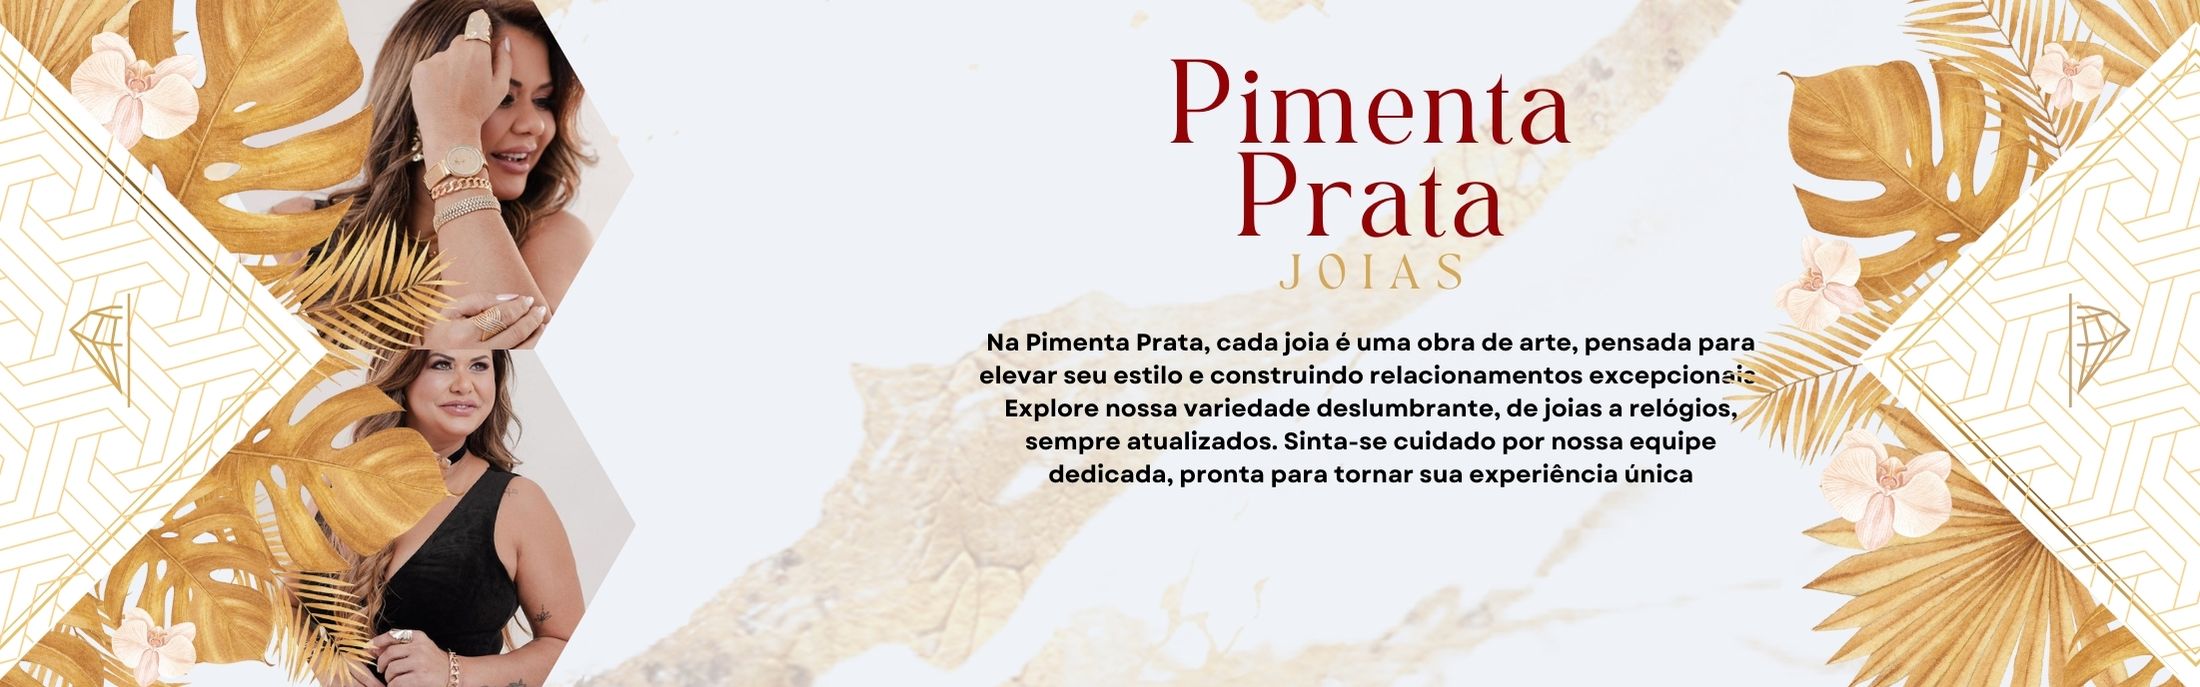 Pimenta
Prata
JOIAS
Na Pimenta Prata, cada joia é uma obra de arte, pensada para
elevar seu estilo e construindo relacionamentos excepcionais
Explore nossa variedade deslumbrante, de joias a relógios,
sempre atualizados. Sinta-se cuidado por nossa equipe
dedicada, pronta para tornar sua experiência única